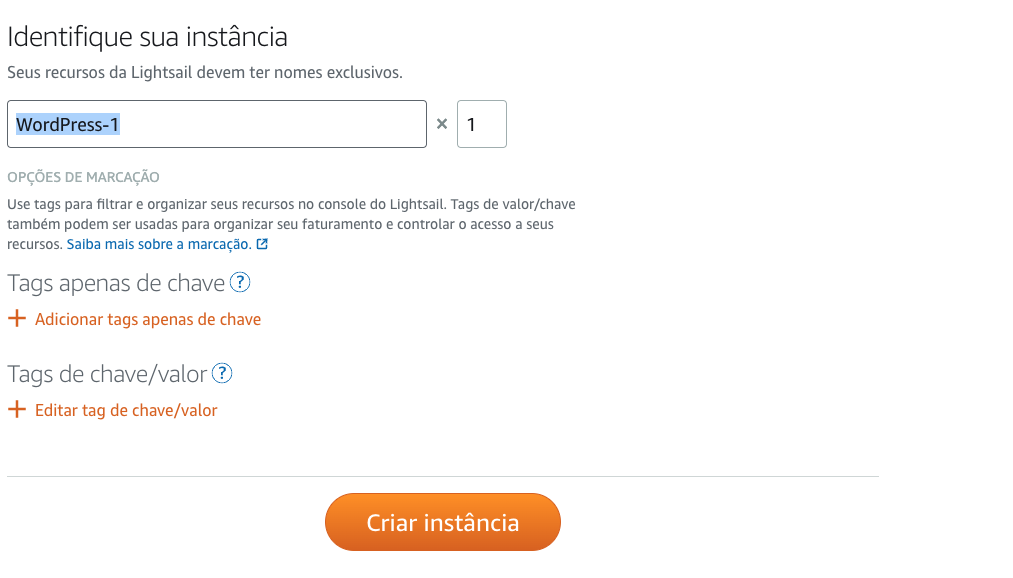 Identifique sua instância
Seus recursos da Lightsail devem ter nomes exclusivos.
WordPress-1 × 1
OPÇÕES DE MARCAÇÃO
Use tags para filtrar e organizar seus recursos no console do Lightsail. Tags de valor/chave
também podem ser usadas para organizar seu faturamento e controlar o acesso a seus
recursos. Saiba mais sobre a marcação.
Tags apenas de chave ?
+ Adicionar tags apenas de chave
Tags de chave/valor ?
+ Editar tag de chave/valor
Criar instância